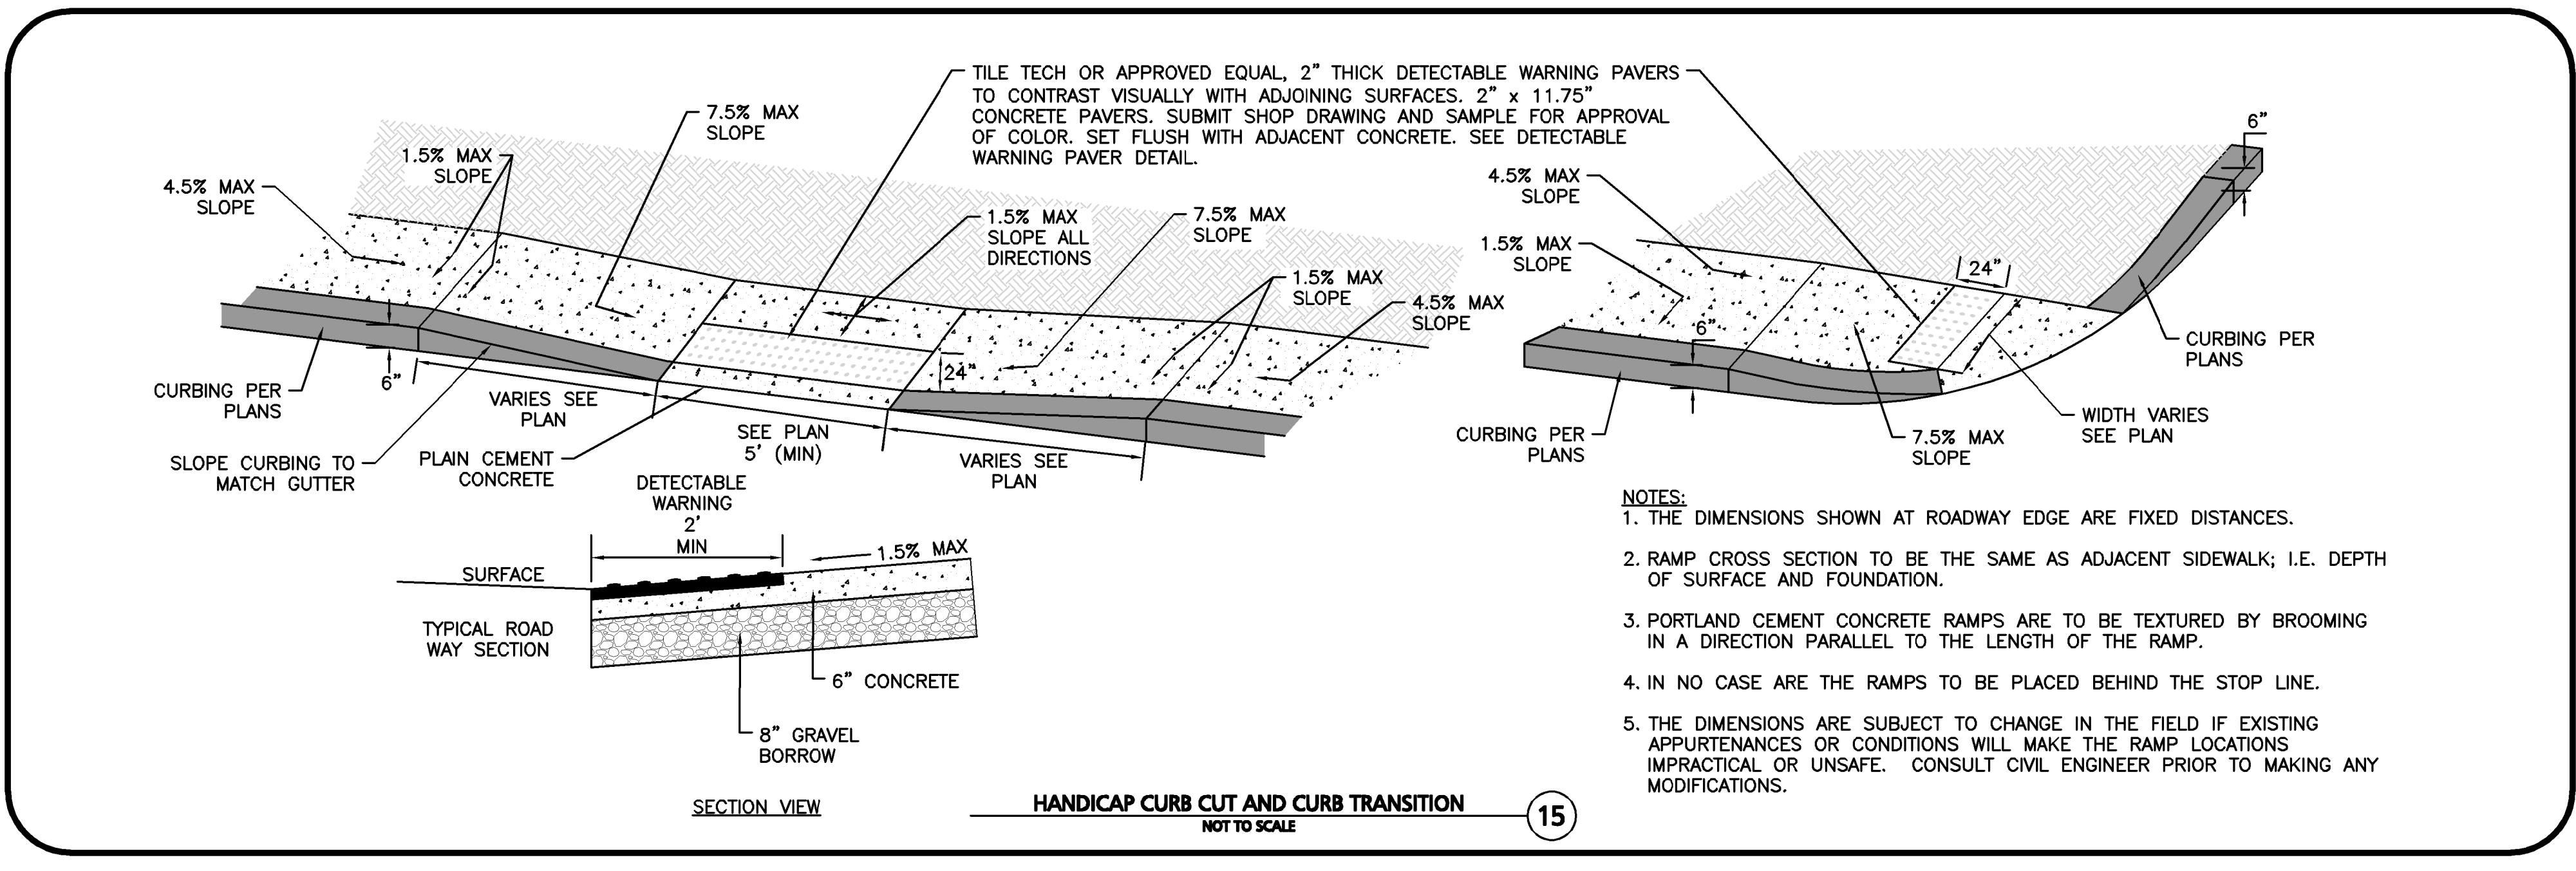 TILE TECH OR APPROVED EQUAL, 2” THICK DETECTABLE WARNING PAVERS
TO CONTRAST VISUALLY WITH ADJOINING SURFACES. 2” x 11.75”
CONCRETE PAVERS. SUBMIT SHOP DRAWING AND SAMPLE FOR APPROVAL
OF COLOR. SET FLUSH WITH ADJACENT CONCRETE. SEE DETECTABLE
WARNING PAVER DETAIL.
7.5% MAX
SLOPE
1.5% MAX
SLOPE
4.5% MAX
SLOPE
1.5% MAX
SLOPE ALL
DIRECTIONS
7.5% MAX
SLOPE
1.5% MAX
SLOPE
4.5% MAX
SLOPE
24”
6”
CURBING PER
PLANS
VARIES SEE
PLAN
SEE PLAN
5’ (MIN)
VARIES SEE
PLAN
SLOPE CURBING TO
MATCH GUTTER
PLAIN CEMENT
CONCRETE
6”
4.5% MAX
SLOPE
1.5% MAX
SLOPE
24”
6”
CURBING PER
PLANS
CURBING PER
PLANS
7.5% MAX
SLOPE
WIDTH VARIES
SEE PLAN
DETECTABLE
WARNING
2’
MIN
1.5% MAX
SURFACE
TYPICAL ROAD
WAY SECTION
6” CONCRETE
8” GRAVEL
BORROW
SECTION VIEW
HANDICAP CURB CUT AND CURB TRANSITION
NOT TO SCALE
15
NOTES:
1. THE DIMENSIONS SHOWN AT ROADWAY EDGE ARE FIXED DISTANCES.
2. RAMP CROSS SECTION TO BE THE SAME AS ADJACENT SIDEWALK; I.E. DEPTH
OF SURFACE AND FOUNDATION.
3. PORTLAND CEMENT CONCRETE RAMPS ARE TO BE TEXTURED BY BROOMING
IN A DIRECTION PARALLEL TO THE LENGTH OF THE RAMP.
4. IN NO CASE ARE THE RAMPS TO BE PLACED BEHIND THE STOP LINE.
5. THE DIMENSIONS ARE SUBJECT TO CHANGE IN THE FIELD IF EXISTING
APPURTENANCES OR CONDITIONS WILL MAKE THE RAMP LOCATIONS
IMPRACTICAL OR UNSAFE. CONSULT CIVIL ENGINEER PRIOR TO MAKING ANY
MODIFICATIONS.